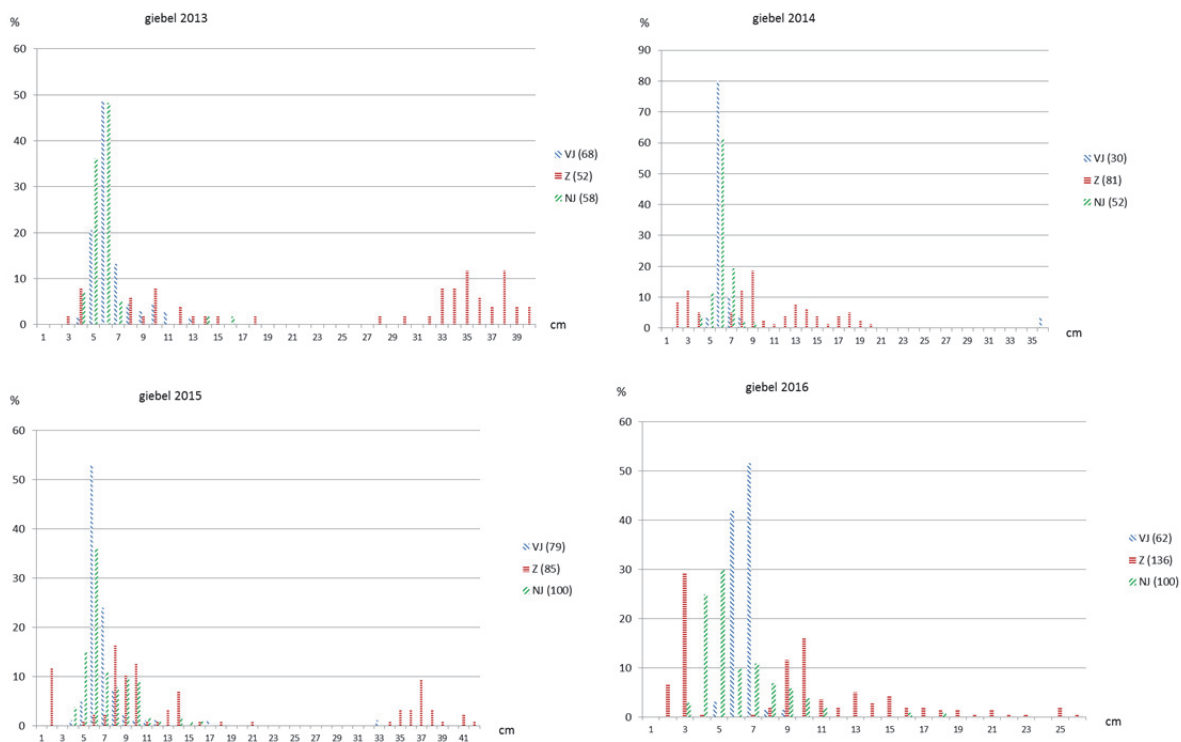 giebel 2013
%
60
50
40
30
20
10
0
1 3 5 7 9 11 13 15 17 19 21 23 25 27 29 31 33 35 37 39
cm
VJ (68)
Z (52)
NJ (58)
giebel 2014
%
90
80
70
60
50
40
30
20
10
0
1 3 5 7 9 11 13 15 17 19 21 23 25 27 29 31 33 35
cm
VJ (30)
Z (81)
NJ (52)
giebel 2015
%
60
50
40
30
20
10
0
1 3 5 7 9 11 13 15 17 19 21 23 25 27 29 31 33 35 37 39 41
cm
VJ (79)
Z (85)
NJ (100)
giebel 2016
%
60
50
40
30
20
10
0
1 3 5 7 9 11 13 15 17 19 21 23 25
cm
VJ (62)
Z (136)
NJ (100)